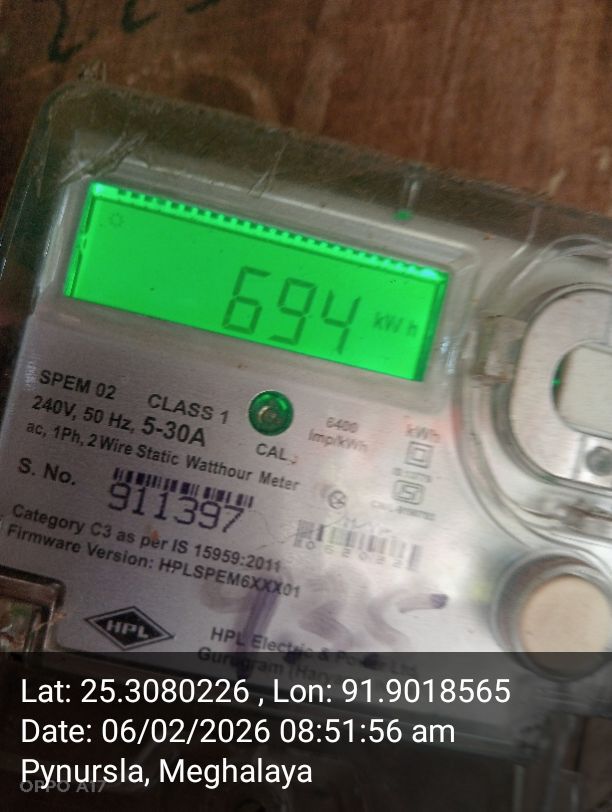 694 kWh
SPEM 02 CLASS 1
240V, 50 Hz, 5-30A
ac, 1Ph, 2 Wire Static Watthour Meter
CAL
6400
Imp/kWh
kWh
S. No.
911397
Category C3 as per IS 15959:2011
Firmware Version: HPLSPEM6XXX01
HPL
HPL Electric & Power Ltd
Gurugram
Lat: 25.3080226 , Lon: 91.9018565
Date: 06/02/2026 08:51:56 am
Pynursla, Meghalaya
OPPO A17